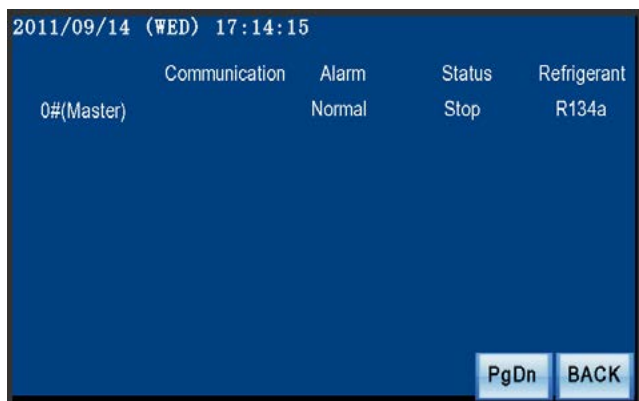 2011/09/14 (WED) 17:14:15
Communication Alarm Status Refrigerant
0#(Master) Normal Stop R134a
PgDn BACK